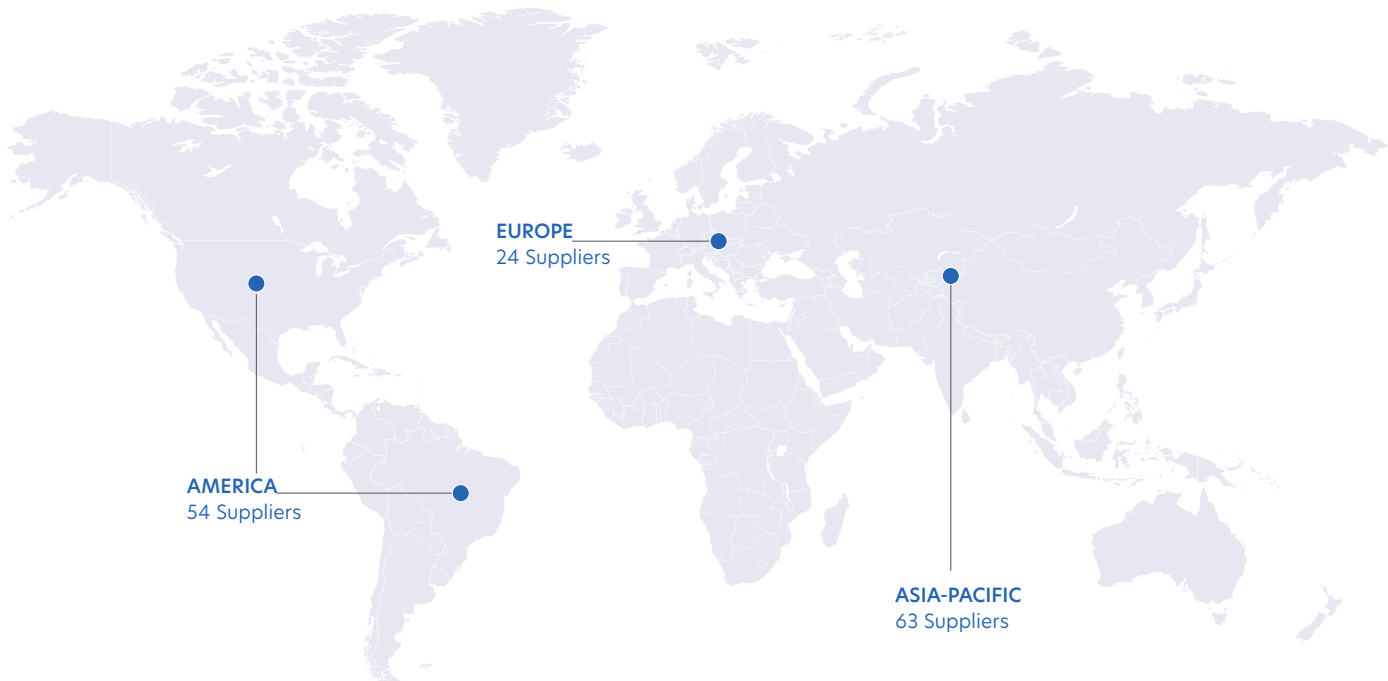 EUROPE
24 Suppliers
AMERICA
54 Suppliers
ASIA-PACIFIC
63 Suppliers